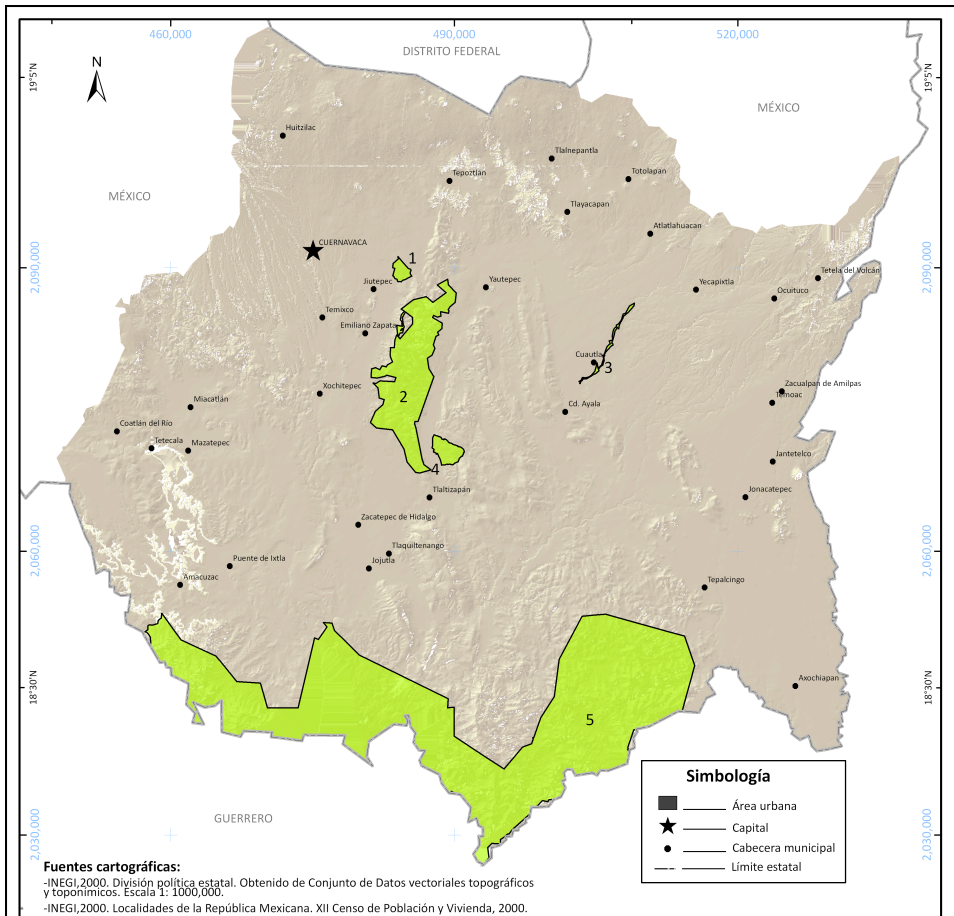 460,000
490,000
520,000
DISTRITO FEDERAL
19°5'N
19°5'N
N
MÉXICO
Huitzilac
Tlalnepantla
Tepoztlán
Totolapan
MÉXICO
Tlayacapan
Atlatlahuacan
CUERNAVACA
1
2,090,000
2,090,000
Tetela del Volcán
Jiutepec
Yautepec
Yecapixtla
Ocuituco
Temixco
Emiliano Zapata
Cuautla
3
Xochitepec
2
Zacualpan de Amilpas
Temoac
Miacatlán
Cd. Ayala
Coatlán del Río
Tetecala
Mazatepec
Jantetelco
4
Tlaltizapán
Jonacatepec
Zacatepec de Hidalgo
2,060,000
2,060,000
Tlaquiltenango
Puente de Ixtla
Jojutla
Amacuzac
Tepalcingo
18°30'N
18°30'N
Axochiapan
5
Simbología
Área urbana
Capital
Cabecera municipal
Límite estatal
GUERRERO
2,030,000
2,030,000
Fuentes cartográficas:
-INEGI,2000. División política estatal. Obtenido de Conjunto de Datos vectoriales topográficos
y toponímicos. Escala 1: 1000,000.
-INEGI,2000. Localidades de la República Mexicana. XII Censo de Población y Vivienda, 2000.